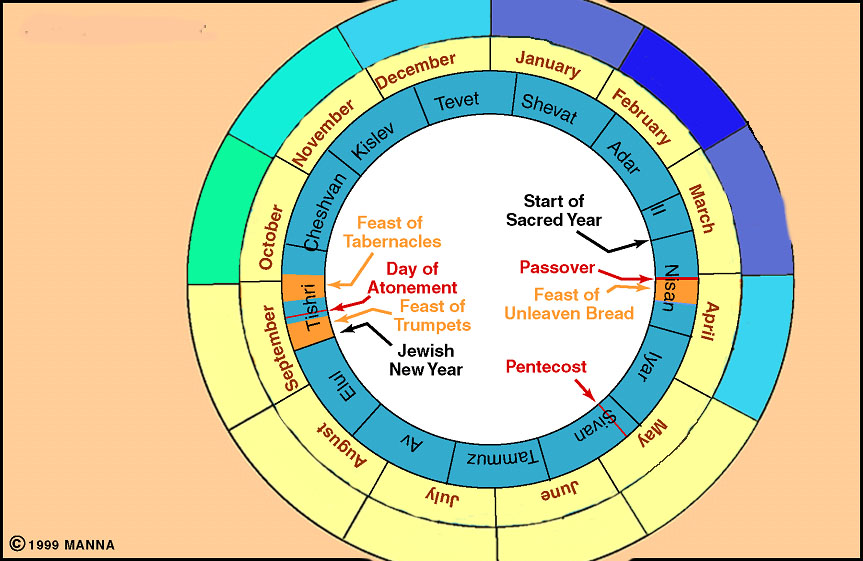 January
February
March
April
May
June
July
August
September
October
November
December
Tevet
Shevat
Adar
II
Nisan
Iyar
Sivan
Tammuz
Av
Elul
Tishri
Cheshvan
Kislev
Start of
Sacred Year
Passover
Feast of
Unleaven Bread
Pentecost
Feast of
Tabernacles
Day of
Atonement
Feast of
Trumpets
Jewish
New Year
© 1999 MANNA